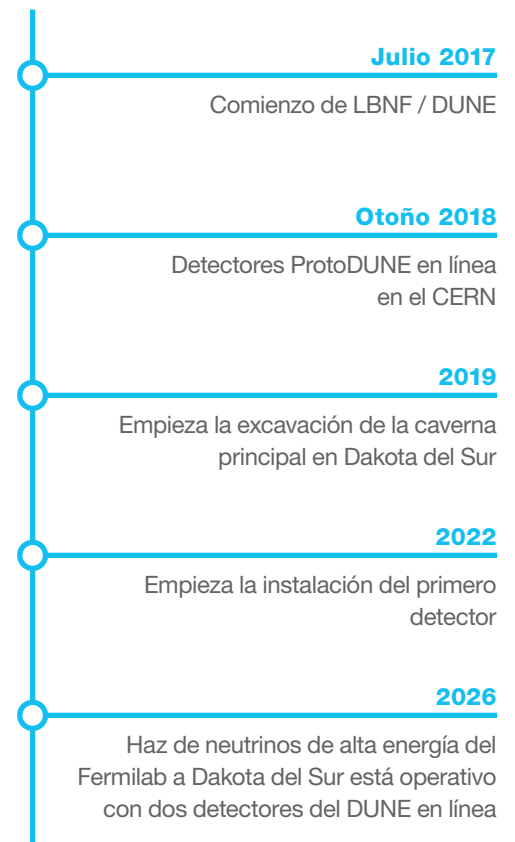 Julio 2017
Comienzo de LBNF / DUNE
Otoño 2018
Detectores ProtoDUNE en línea
en el CERN
2019
Empieza la excavación de la caverna
principal en Dakota del Sur
2022
Empieza la instalación del primero
detector
2026
Haz de neutrinos de alta energía del
Fermilab a Dakota del Sur está operativo
con dos detectores del DUNE en línea